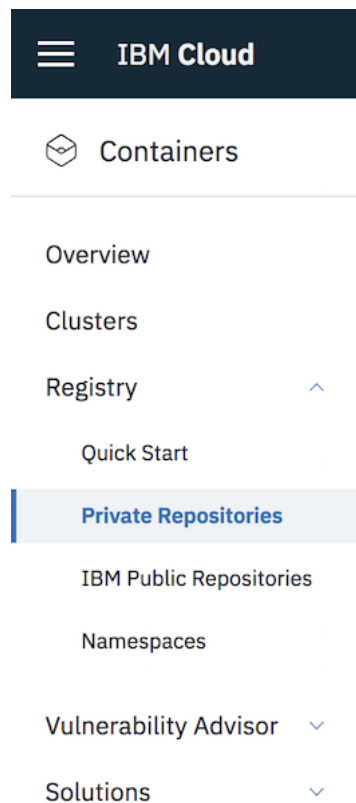 IBM Cloud
Containers
Overview
Clusters
Registry
Quick Start
Private Repositories
IBM Public Repositories
Namespaces
Vulnerability Advisor
Solutions